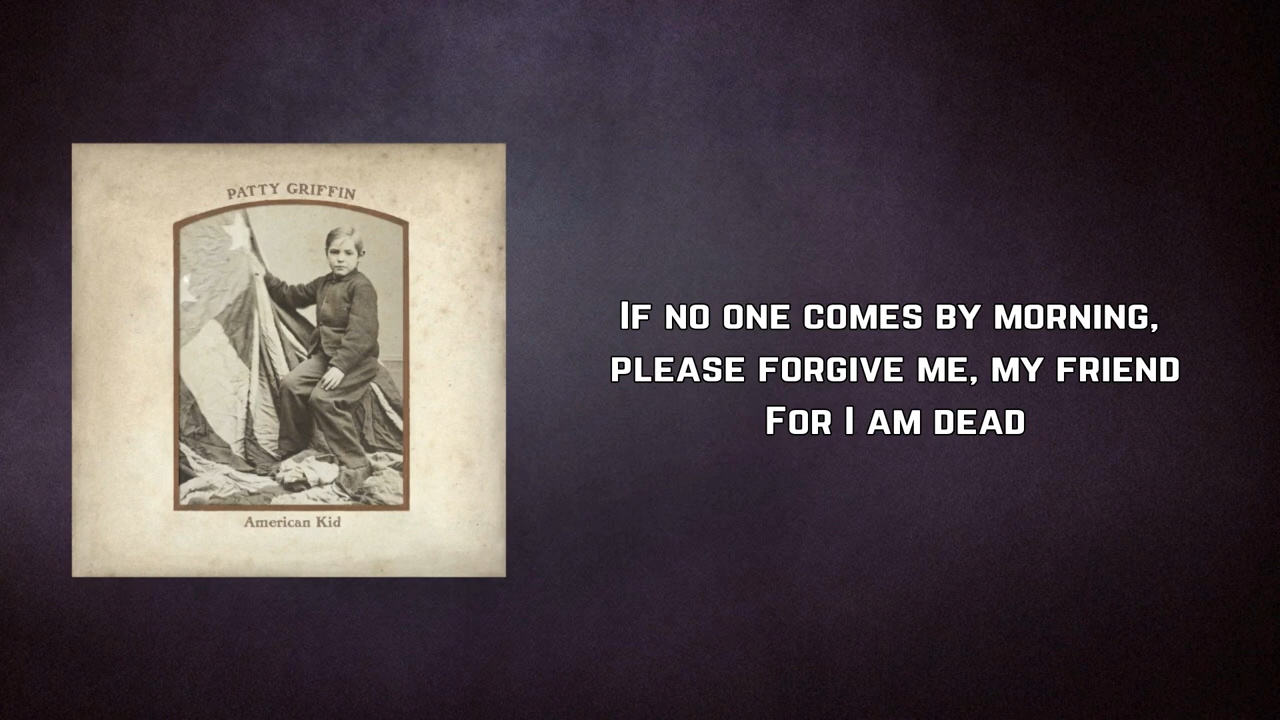 PATTY GRIFFIN
American Kid
If no one comes by morning,
please forgive me, my friend
For I am dead